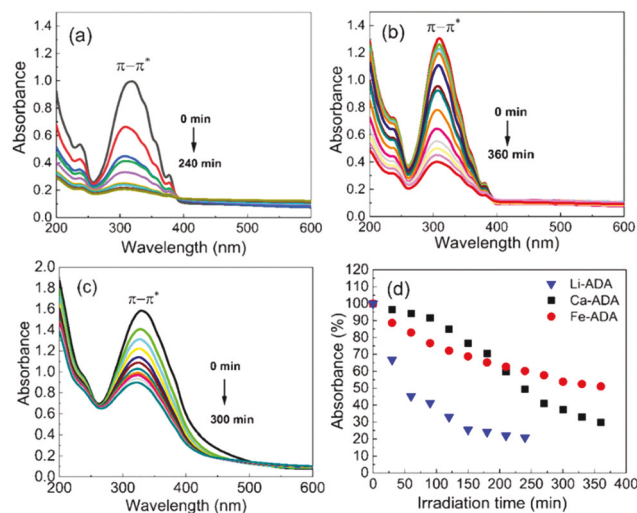 (a)
π–π*
0 min
240 min
Absorbance
1.4
1.2
1.0
0.8
0.6
0.4
0.2
0.0
200 300 400 500 600
Wavelength (nm)
(b)
π–π*
0 min
360 min
Absorbance
1.4
1.2
1.0
0.8
0.6
0.4
0.2
0.0
200 300 400 500 600
Wavelength (nm)
(c)
π–π*
0 min
300 min
Absorbance
2.0
1.8
1.6
1.4
1.2
1.0
0.8
0.6
0.4
0.2
0.0
200 300 400 500 600
Wavelength (nm)
(d)
Li-ADA
Ca-ADA
Fe-ADA
Absorbance (%)
120
110
100
90
80
70
60
50
40
30
20
10
0
0 50 100 150 200 250 300 350 400
Irradiation time (min)